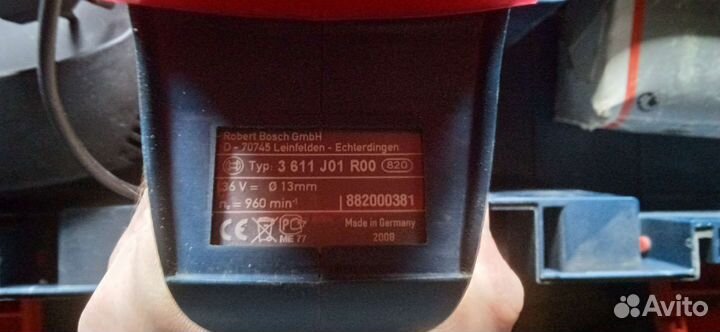 Robert Bosch GmbH
D - 70745 Leinfelden - Echterdingen
Typ: 3 611 J01 R00 820
36 V = Ø 13mm
n₀ = 960 min⁻¹ 882000381
CE PC Made in Germany
ME 77 2008
Avito